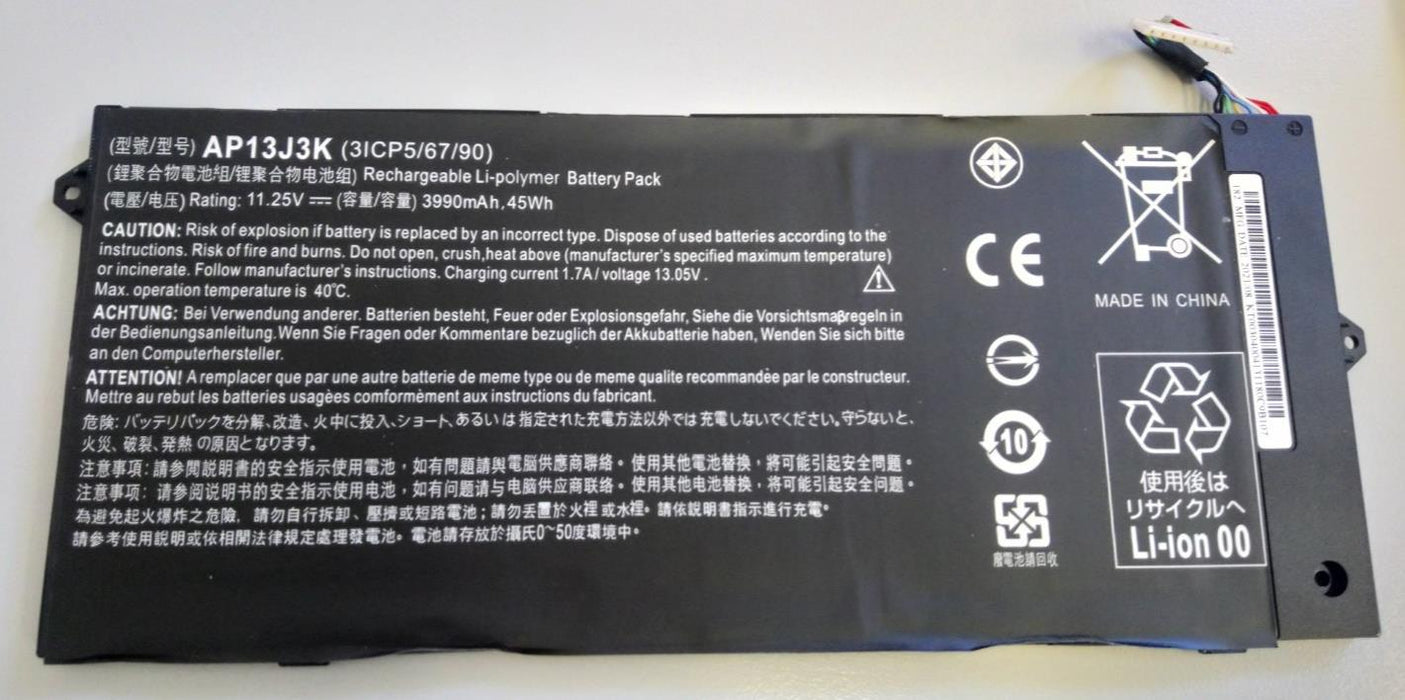 (型號/型号) AP13J3K (3ICP5/67/90)
(鋰聚合物電池組/锂聚合物电池组) Rechargeable Li-polymer Battery Pack
(電壓/电压) Rating: 11.25V (容量/容量) 3990mAh, 45Wh
CAUTION: Risk of explosion if battery is replaced by an incorrect type. Dispose of used batteries according to the
instructions. Risk of fire and burns. Do not open, crush,heat above (manufacturer's specified maximum temperature)
or incinerate. Follow manufacturer's instructions. Charging current 1.7A / voltage 13.05V .
Max. operation temperature is 40℃.
ACHTUNG: Bei Verwendung anderer. Batterien besteht, Feuer oder Explosionsgefahr, Siehe die Vorsichtsmaβregeln in
der Bedienungsanleitung.Wenn Sie Fragen oder Kommentare bezuglich der Akkubatterie haben, Wenden Sie sich bitte
an den Computerhersteller.
ATTENTION! A remplacer que par une autre batterie de meme type ou de meme qualite recommandèe par le constructeur.
Mettre au rebut les batteries usagèes comformèment aux instructions du fabricant.
危険: バッテリパックを分解、改造、火中に投入、ショート、あるいは指定された充電方法以外では充電しないでください。守らないと、
火災、破裂、発熱 の原因となります。
注意事項: 請參閱說明書的安全指示使用電池，如有問題請與電腦供應商聯絡。使用其他電池替換，將可能引起安全問題。
注意事项: 请参阅说明书的安全指示使用电池，如有问题请与电脑供应商联络。使用其他电池替换，将可能引起安全问题。
為避免起火爆炸之危險，請勿自行拆卸、壓擠或短路電池；請勿丟置於火裡或水裡。請依說明書指示進行充電。
請參考使用說明或依相關法律規定處理發電池。電池請存放於攝氏0~50度環境中。
CE
MADE IN CHINA
10
廢電池請回收
使用後は
リサイクルへ
Li-ion 00
MFG DATE 2021/08